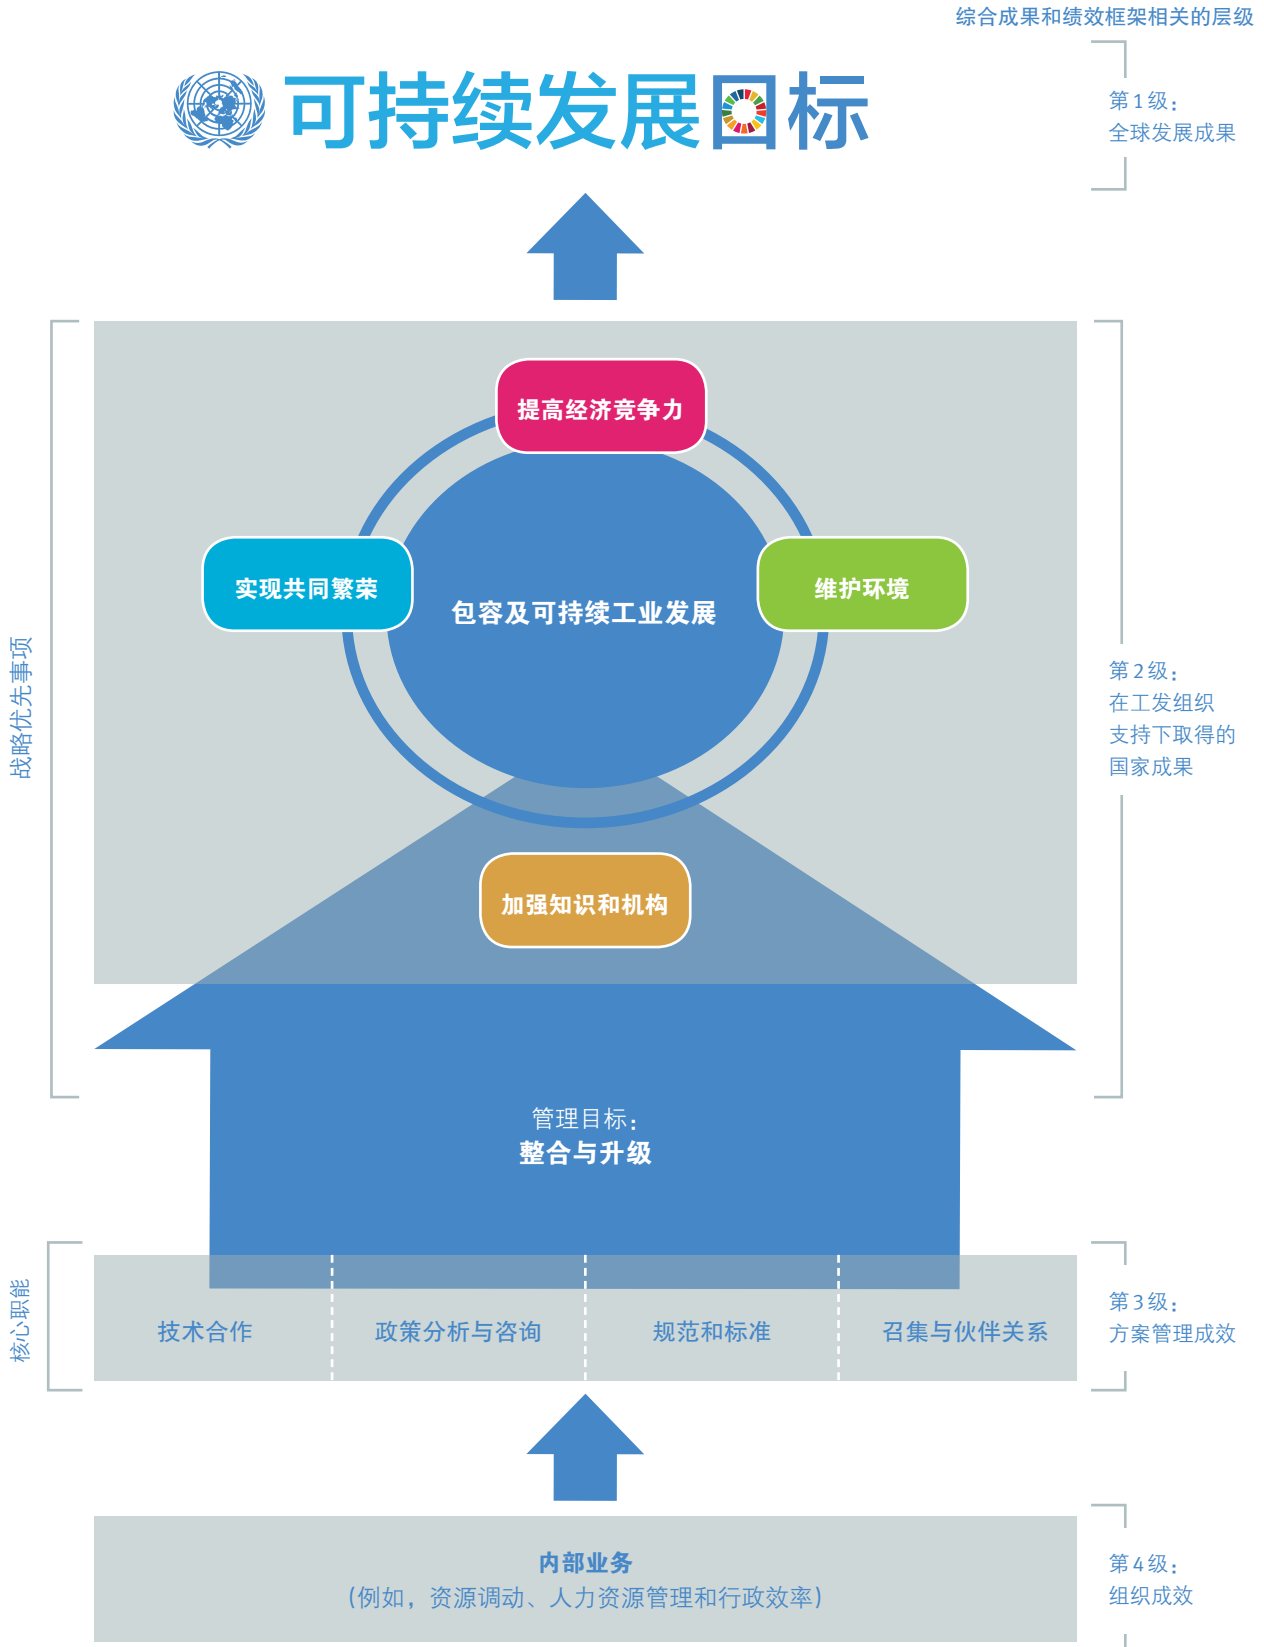 综合成果和绩效框架相关的层级
可持续发展目标
第1级：
全球发展成果
提高经济竞争力
实现共同繁荣
维护环境
包容及可持续工业发展
战略优先事项
第2级：
在工发组织
支持下取得的
国家成果
加强知识和机构
管理目标：
整合与升级
核心职能
技术合作
政策分析与咨询
规范和标准
召集与伙伴关系
第3级：
方案管理成效
内部业务
(例如，资源调动、人力资源管理和行政效率)
第4级：
组织成效